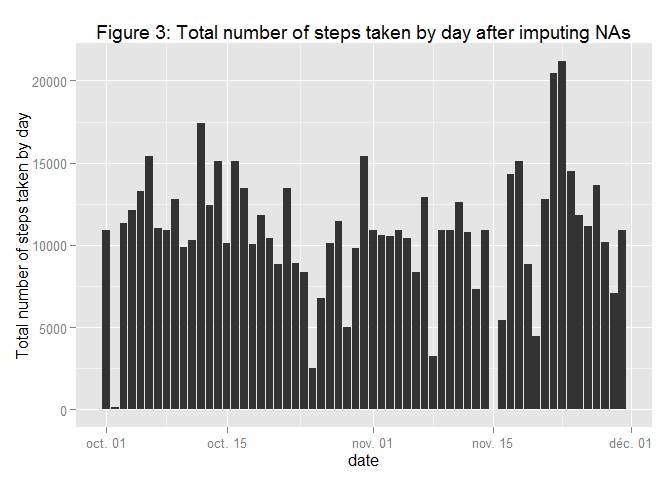 Figure 3: Total number of steps taken by day after imputing NAs
Total number of steps taken by day
20000
15000
10000
5000
0
oct. 01
oct. 15
nov. 01
nov. 15
déc. 01
date